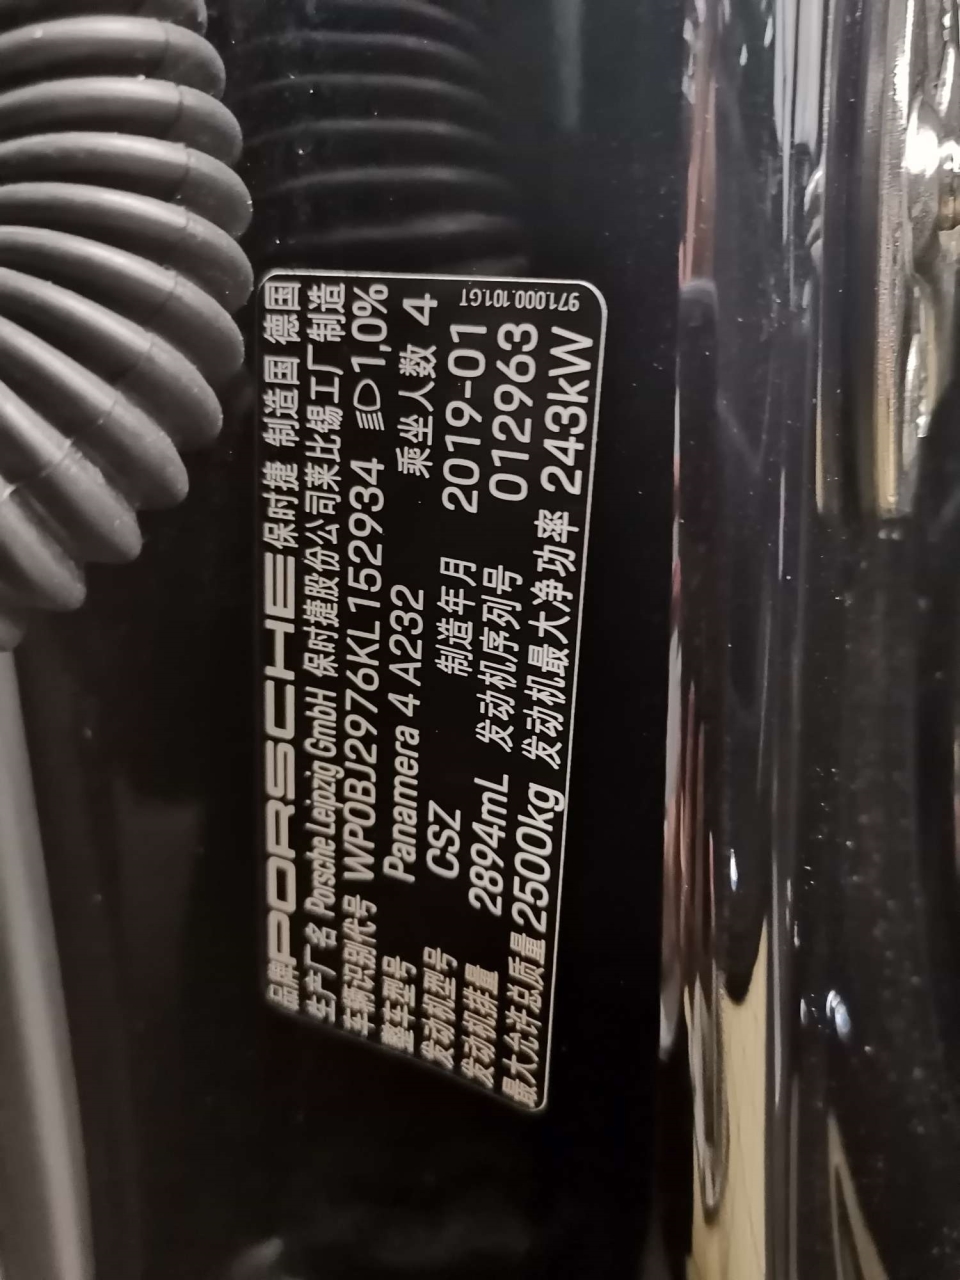 品牌 PORSCHE 保时捷 制造国 德国
生产厂名 Porsche Leipzig GmbH 保时捷股份公司莱比锡工厂制造
车辆识别代号 WP0BJ2976KL152934 1,0%
整车型号 Panamera 4 A232 乘坐人数 4
发动机型号 CSZ 制造年月 2019-01
发动机排量 2894mL 发动机序列号 012963
最大允许总质量 2500kg 发动机最大净功率 243kW
971.000.101.GT